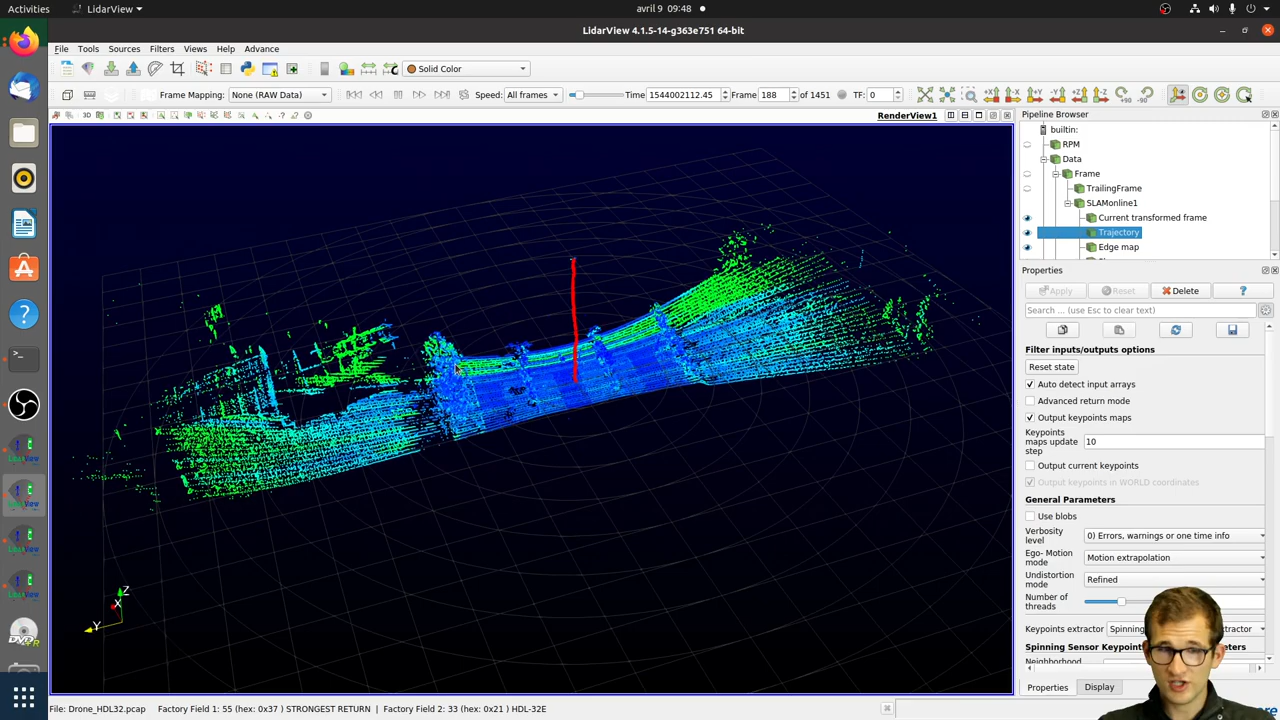 Activities
LidarView
avril 9 09:48
LidarView 4.1.5-14-g363e751 64-bit
File Tools Sources Filters Views Help Advance
Solid Color
Frame Mapping: None (RAW Data)
Speed: All frames
Time 1544002112.45
Frame 188 of 1451
TF: 0
3D
RenderView1
Pipeline Browser
builtin:
RPM
Data
Frame
TrailingFrame
SLAMonline1
Current transformed frame
Trajectory
Edge map
Properties
Apply Reset Delete ?
Search ... (use Esc to clear text)
Filter inputs/outputs options
Reset state
Auto detect input arrays
Advanced return mode
Output keypoints maps
Keypoints maps update step 10
Output current keypoints
Output keypoints in WORLD coordinates
General Parameters
Use blobs
Verbosity level 0) Errors, warnings or one time info
Ego- Motion mode Motion extrapolation
Undistortion mode Refined
Number of threads
Keypoints extractor Spinning
Spinning Sensor Keypoi
Neighborhood
Properties Display
Z
X
Y
File: Drone_HDL32.pcap Factory Field 1: 55 (hex: 0x37 ) STRONGEST RETURN | Factory Field 2: 33 (hex: 0x21 ) HDL-32E